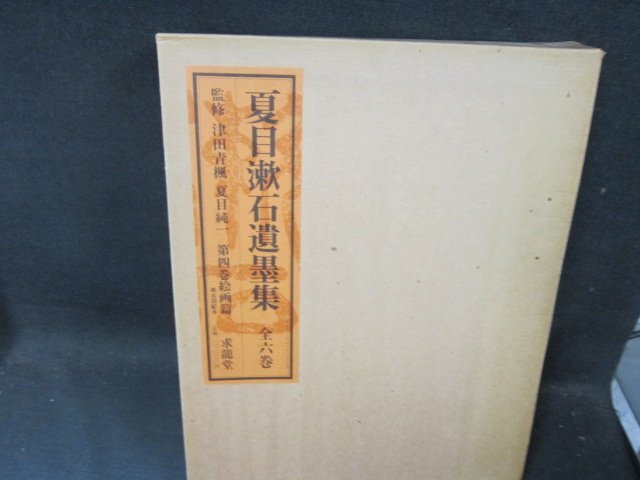 夏目漱石遺墨集 全六巻
監修 津田青楓 夏目純一 第四巻絵画篇 求龍堂